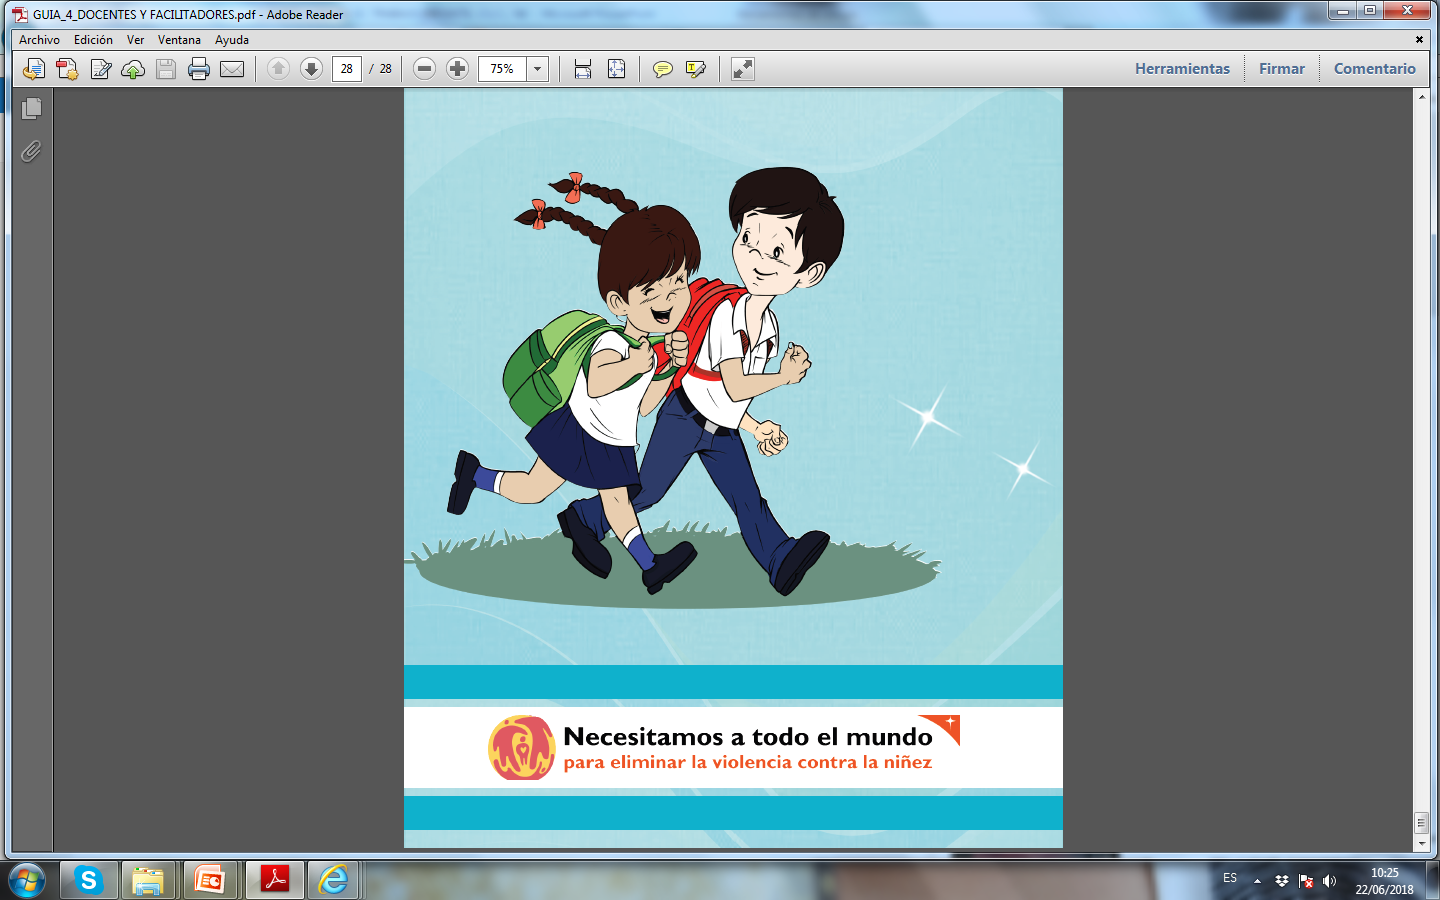 GUIA_4_DOCENTES Y FACILITADORES.pdf - Adobe Reader
Archivo Edición Ver Ventana Ayuda
28 / 28 75% Herramientas Firmar Comentario
Necesitamos a todo el mundo
para eliminar la violencia contra la niñez
ES 10:25
22/06/2018